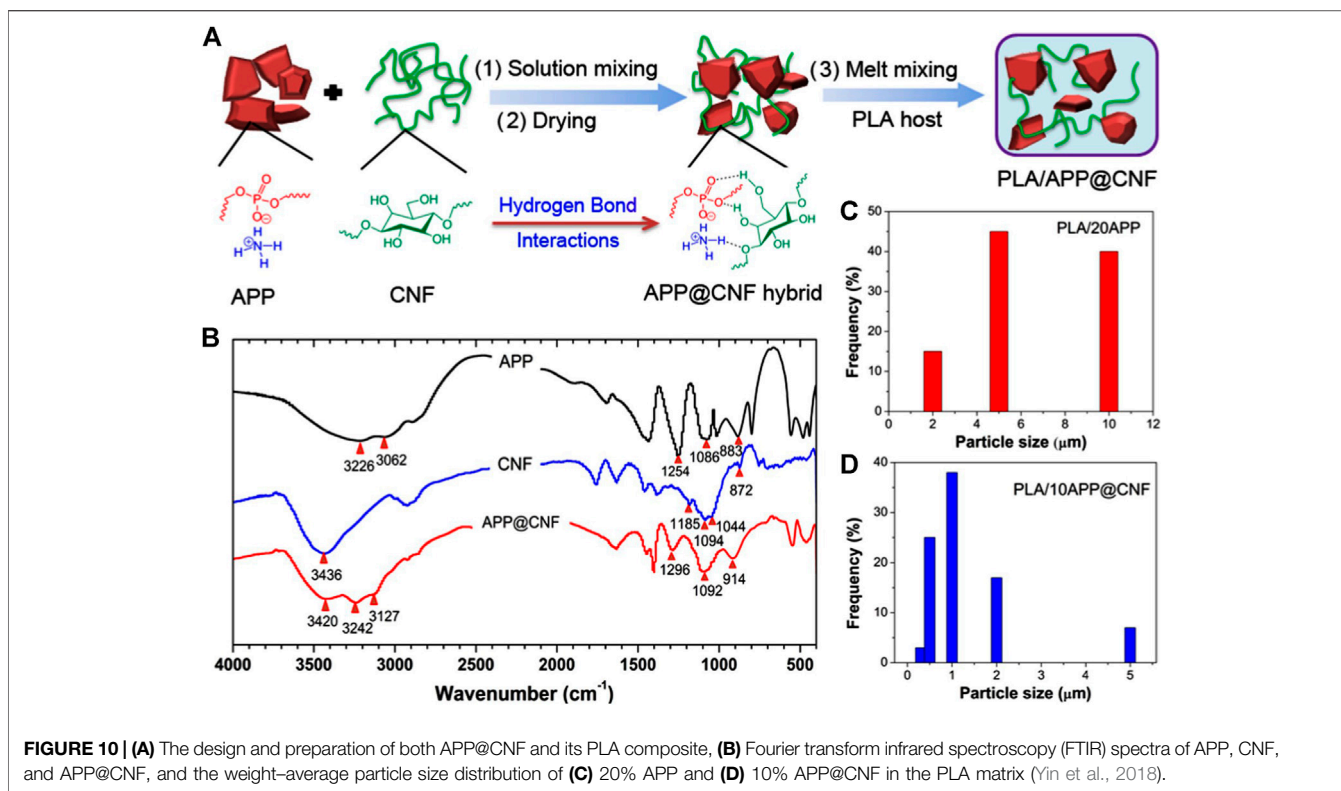 A
(1) Solution mixing
(2) Drying
(3) Melt mixing
PLA host
PLA/APP@CNF
O
O
P
O
O⊖
H
H N⊕ H
H
APP
HO
OH
O
HO
OH
O
CNF
Hydrogen Bond
Interactions
O
O
P
O
O⊖
H
H N⊕ H
H
H
O
H
O
O
OH
OH
O
APP@CNF hybrid
B
APP
3226
3062
1254
1086
883
CNF
3436
1185
1094
1044
872
APP@CNF
3420
3242
3127
1296
1092
914
4000 3500 3000 2500 2000 1500 1000 500
Wavenumber (cm⁻¹)
C
PLA/20APP
Frequency (%)
50
40
30
20
10
0
0 2 4 6 8 10 12
Particle size (μm)
D
PLA/10APP@CNF
Frequency (%)
40
30
20
10
0
0 1 2 3 4 5
Particle size (μm)
FIGURE 10 | (A) The design and preparation of both APP@CNF and its PLA composite, (B) Fourier transform infrared spectroscopy (FTIR) spectra of APP, CNF,
and APP@CNF, and the weight–average particle size distribution of (C) 20% APP and (D) 10% APP@CNF in the PLA matrix (Yin et al., 2018).